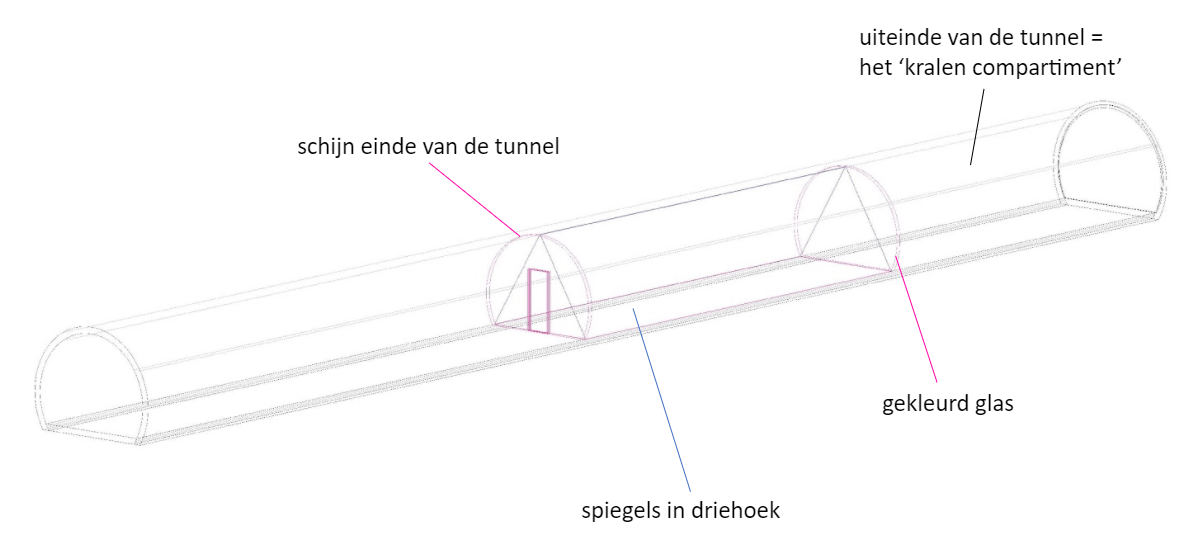 uiteinde van de tunnel =
het ‘kralen compartiment’
schijn einde van de tunnel
gekleurd glas
spiegels in driehoek